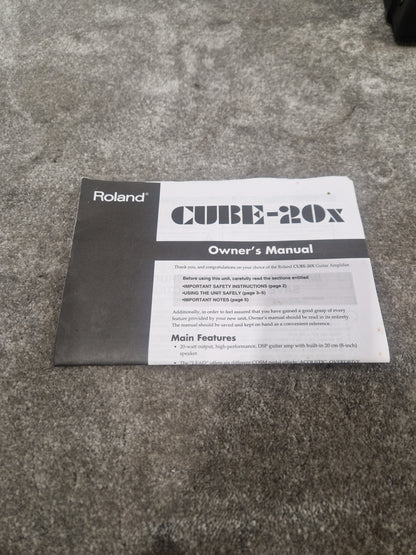 Roland®
CUBE-20x
Owner's Manual
Thank you, and congratulations on your choice of the Roland CUBE-20X Guitar Amplifier.
Before using this unit, carefully read the sections entitled:
•IMPORTANT SAFETY INSTRUCTIONS (page 2)
•USING THE UNIT SAFELY (page 3–5)
•IMPORTANT NOTES (page 5)
Additionally, in order to feel assured that you have gained a good grasp of every
feature provided by your new unit, Owner's manual should be read in its entirety.
The manual should be saved and kept on hand as a convenient reference.
Main Features
• 20-watt output, high-performance, DSP guitar amp with built-in 20 cm (8-inch)
speaker
• The "LEAD"